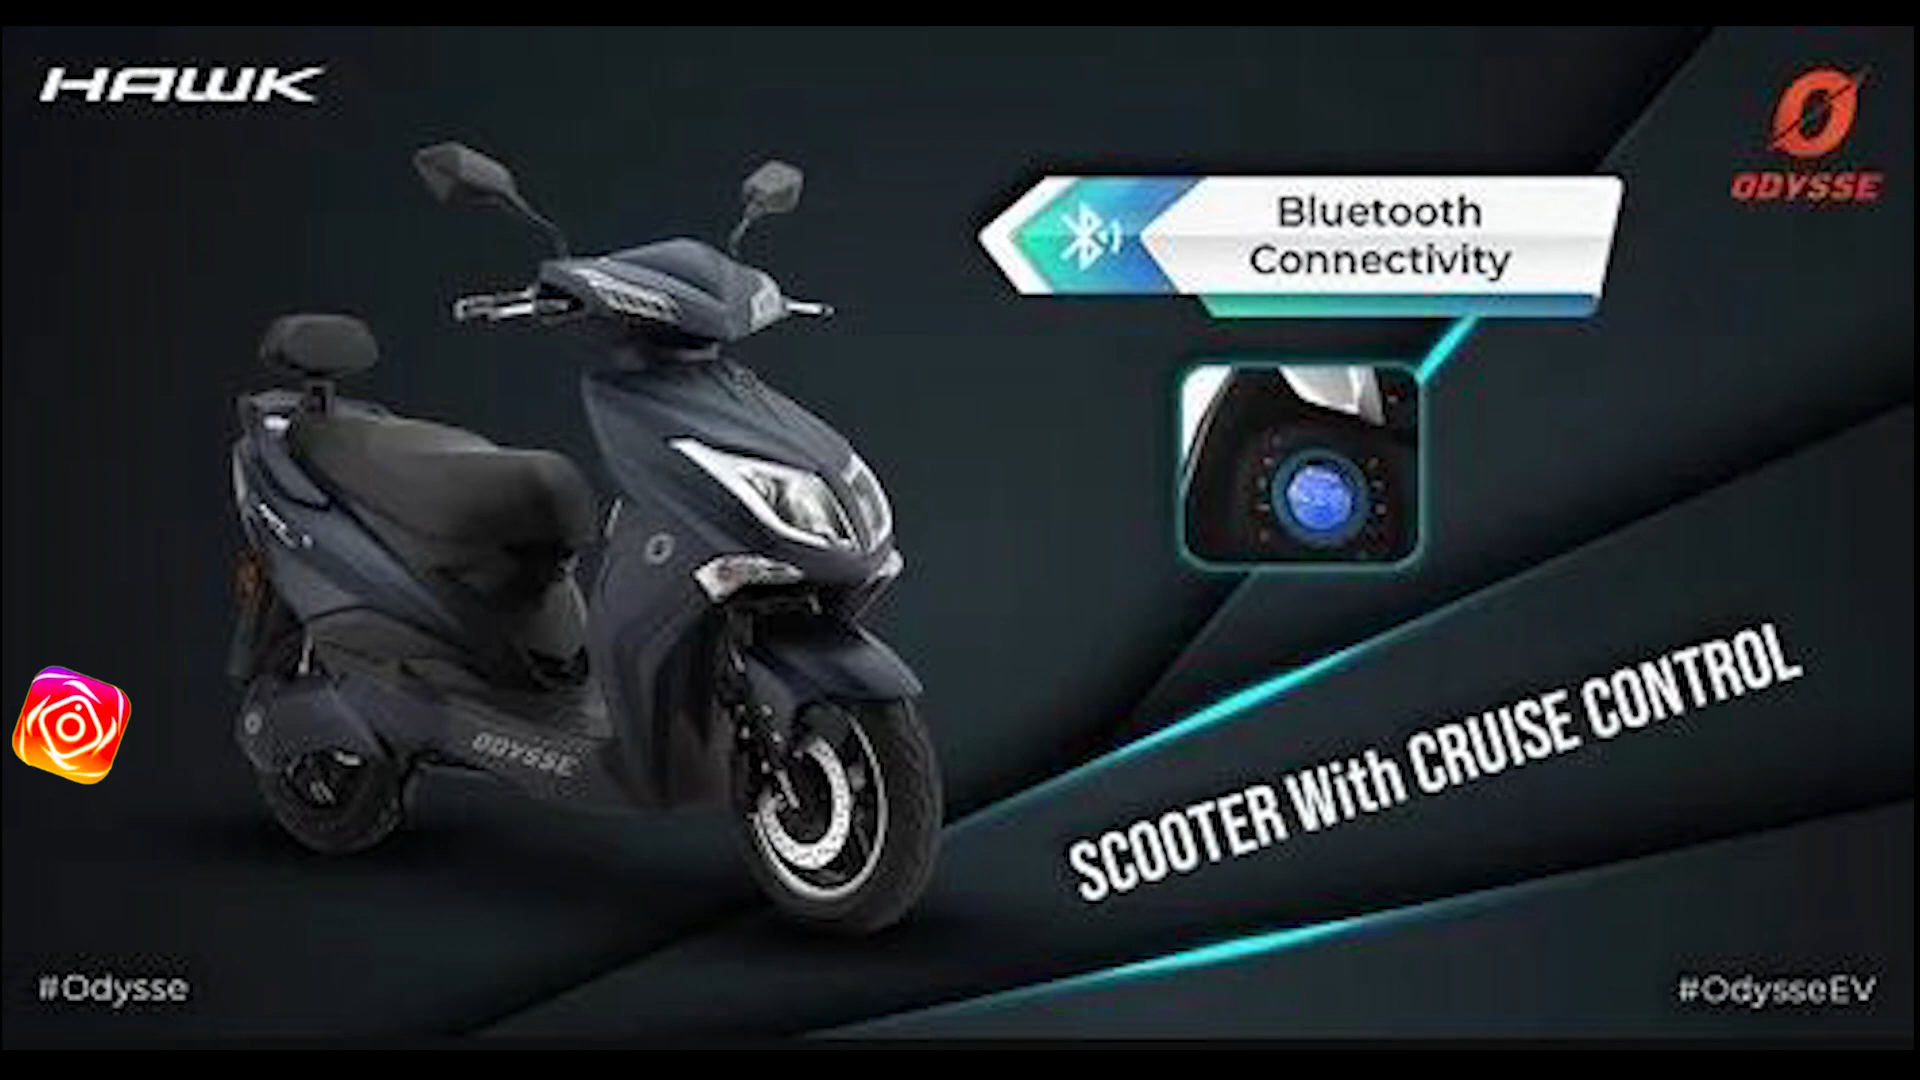 HAWK
ODYSSE
Bluetooth
Connectivity
ODYSSE
SCOOTER With CRUISE CONTROL
#Odysse
#OdysseEV